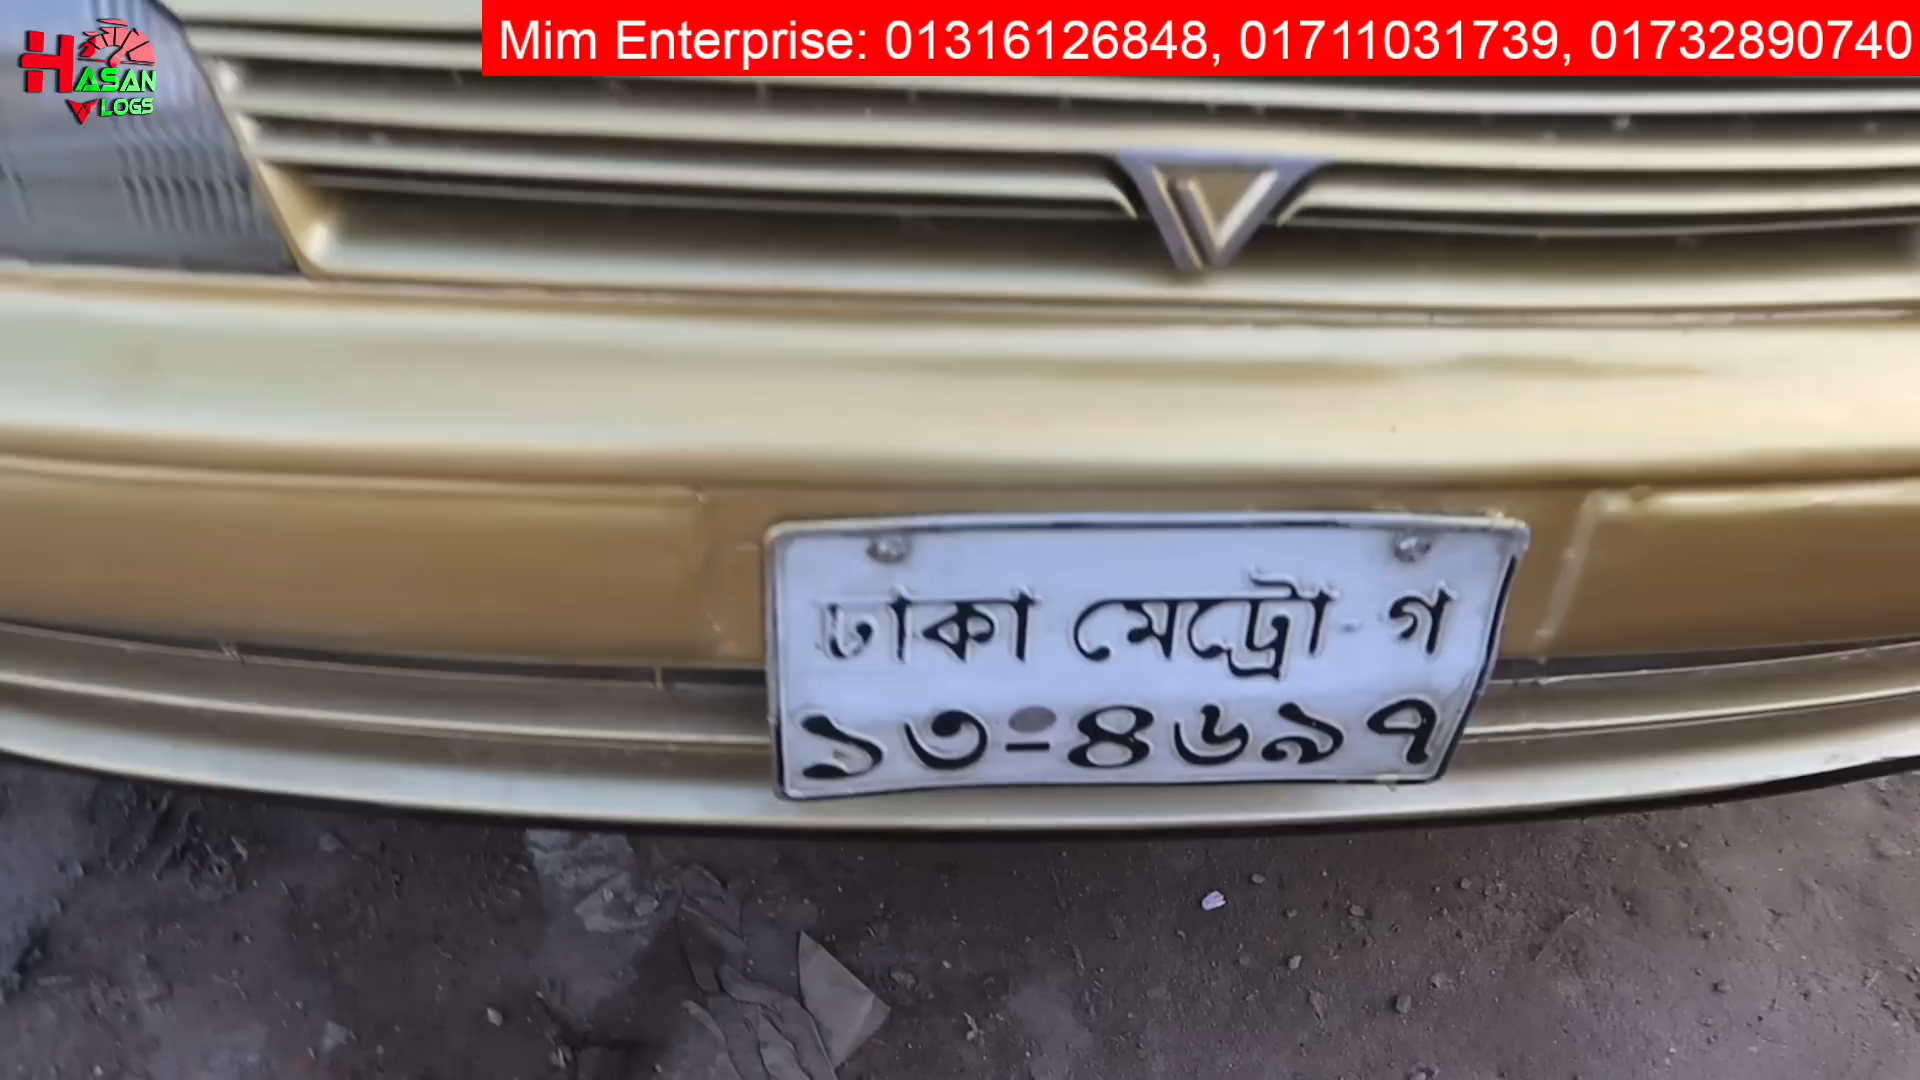 HASAN
VLOGS
Mim Enterprise: 01316126848, 01711031739, 01732890740
ঢাকা মেট্রো - গ
১৩-৪৬৯৭